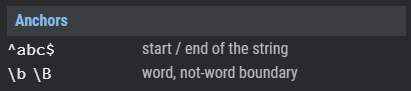 Anchors
^abc$ start / end of the string
\b \B word, not-word boundary